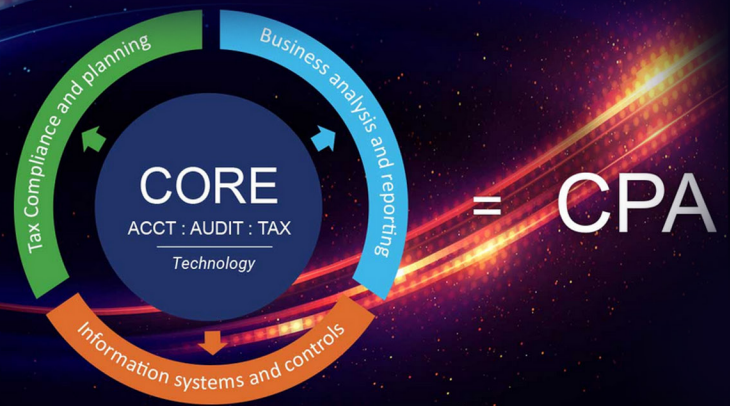 Tax Compliance and planning
Business analysis and reporting
CORE
ACCT : AUDIT : TAX
Technology
Information systems and controls
= CPA